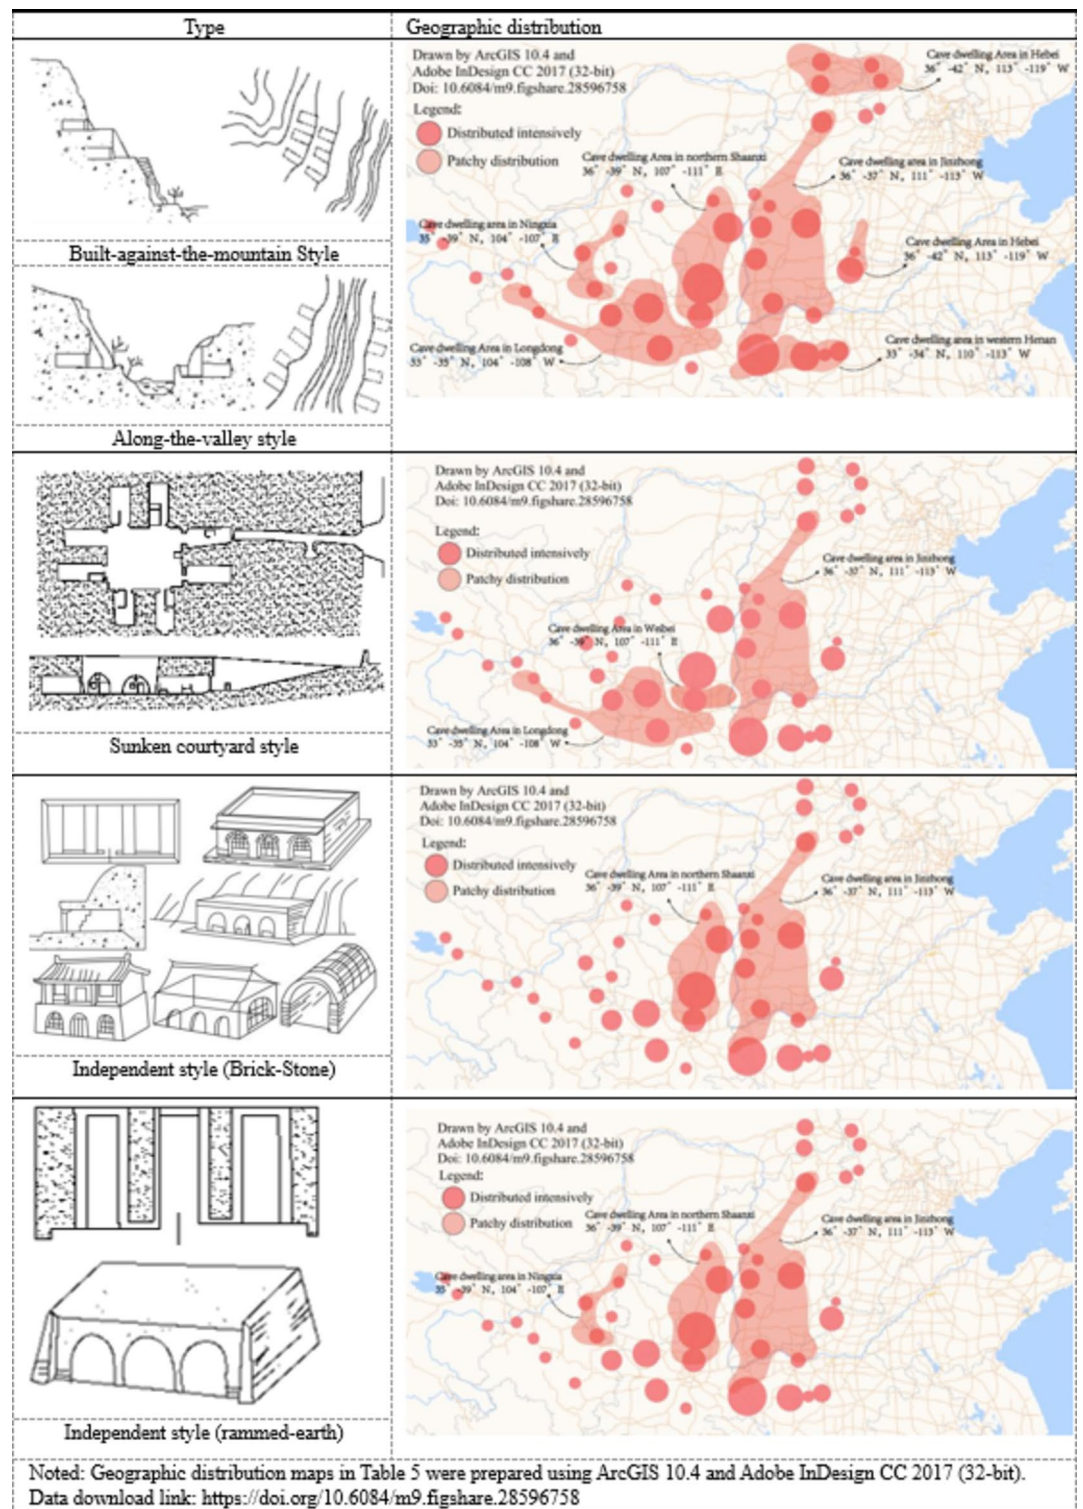 Type
Geographic distribution
Drawn by ArcGIS 10.4 and
Adobe InDesign CC 2017 (32-bit)
Doi: 10.6084/m9.figshare.28596758
Legend:
Distributed intensively
Patchy distribution
Cave dwelling Area in Hebei
36° -42° N, 113° -119° W
Cave dwelling Area in northern Shaanxi
36° -39° N, 107° -111° E
Cave dwelling area in Jinzhong
36° -37° N, 111° -113° W
Cave dwelling area in Ningxia
35° -39° N, 104° -107° E
Cave dwelling Area in Hebei
36° -42° N, 113° -119° W
Cave dwelling Area in Longdong
33° -35° N, 104° -108° W
Cave dwelling area in western Henan
33° -34° N, 110° -113° W
Built-against-the-mountain Style
Along-the-valley style
Drawn by ArcGIS 10.4 and
Adobe InDesign CC 2017 (32-bit)
Doi: 10.6084/m9.figshare.28596758
Legend:
Distributed intensively
Patchy distribution
Cave dwelling area in Jinzhong
36° -37° N, 111° -113° W
Cave dwelling Area in Weibei
36° -39° N, 107° -111° E
Cave dwelling Area in Longdong
33° -35° N, 104° -108° W
Sunken courtyard style
Drawn by ArcGIS 10.4 and
Adobe InDesign CC 2017 (32-bit)
Doi: 10.6084/m9.figshare.28596758
Legend:
Distributed intensively
Patchy distribution
Cave dwelling Area in northern Shaanxi
36° -39° N, 107° -111° E
Cave dwelling area in Jinzhong
36° -37° N, 111° -113° W
Independent style (Brick-Stone)
Drawn by ArcGIS 10.4 and
Adobe InDesign CC 2017 (32-bit)
Doi: 10.6084/m9.figshare.28596758
Legend:
Distributed intensively
Patchy distribution
Cave dwelling Area in northern Shaanxi
36° -39° N, 107° -111° E
Cave dwelling area in Jinzhong
36° -37° N, 111° -113° W
Cave dwelling area in Ningxia
35° -39° N, 104° -107° E
Independent style (rammed-earth)
Noted: Geographic distribution maps in Table 5 were prepared using ArcGIS 10.4 and Adobe InDesign CC 2017 (32-bit).
Data download link: https://doi.org/10.6084/m9.figshare.28596758